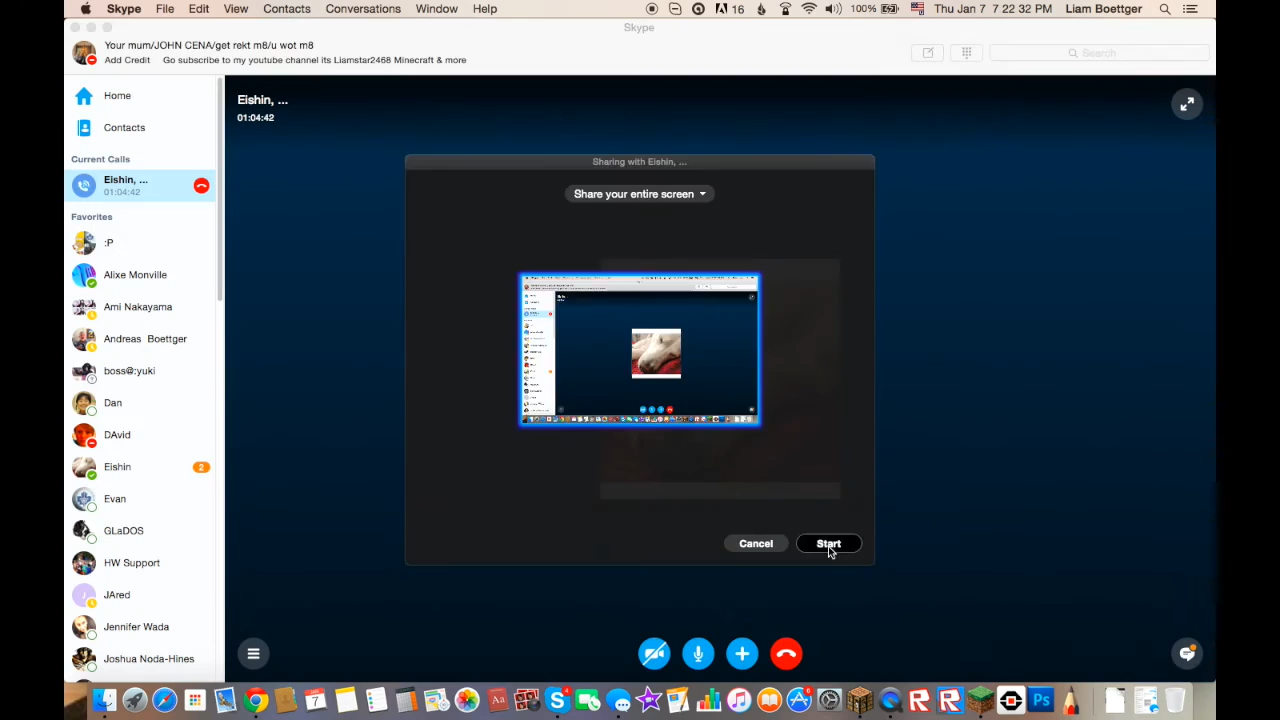 Skype File Edit View Contacts Conversations Window Help 16 100% Thu Jan 7 7 22 32 PM Liam Boettger
Skype
Your mum/JOHN CENA/get rekt m8/u wot m8
Add Credit Go subscribe to my youtube channel its Liamstar2468 Minecraft & more
Search
Home
Contacts
Current Calls
Eishin, ...
01:04:42
Favorites
:P
Alixe Monville
Ami Nakayama
Andreas Boettger
boss@:yuki
Dan
DAvid
Eishin 2
Evan
GLaDOS
HW Support
JAred
Jennifer Wada
Joshua Noda-Hines
Eishin, ...
01:04:42
Sharing with Eishin, ...
Share your entire screen
Cancel Start